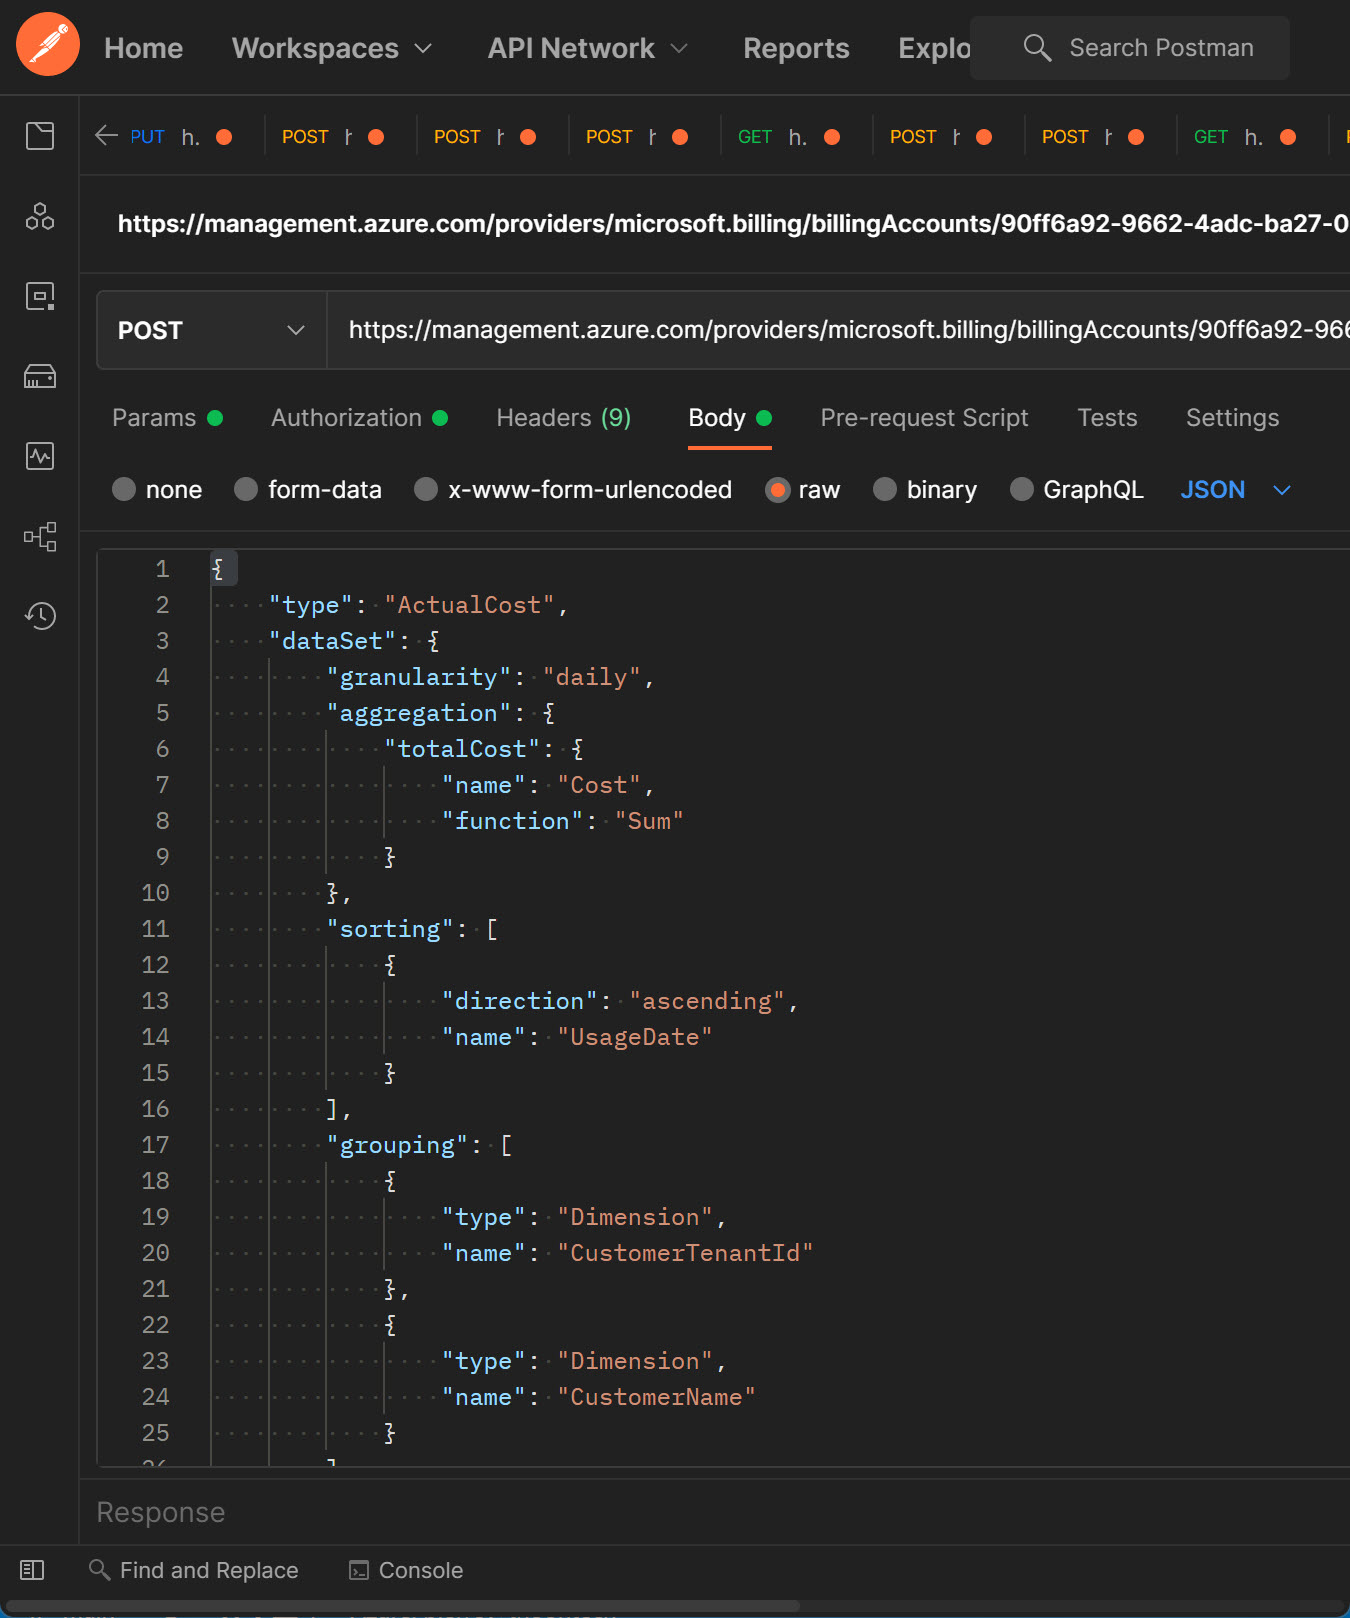 Home Workspaces API Network Reports Explo Search Postman
PUT h. POST h POST h POST h GET h. POST h POST h GET h.
https://management.azure.com/providers/microsoft.billing/billingAccounts/90ff6a92-9662-4adc-ba27-0
POST https://management.azure.com/providers/microsoft.billing/billingAccounts/90ff6a92-966
Params Authorization Headers (9) Body Pre-request Script Tests Settings
none form-data x-www-form-urlencoded raw binary GraphQL JSON
1 {
2 "type": "ActualCost",
3 "dataSet": {
4 "granularity": "daily",
5 "aggregation": {
6 "totalCost": {
7 "name": "Cost",
8 "function": "Sum"
9 }
10 },
11 "sorting": [
12 {
13 "direction": "ascending",
14 "name": "UsageDate"
15 }
16 ],
17 "grouping": [
18 {
19 "type": "Dimension",
20 "name": "CustomerTenantId"
21 },
22 {
23 "type": "Dimension",
24 "name": "CustomerName"
25 }
26 ]
Response
Find and Replace Console